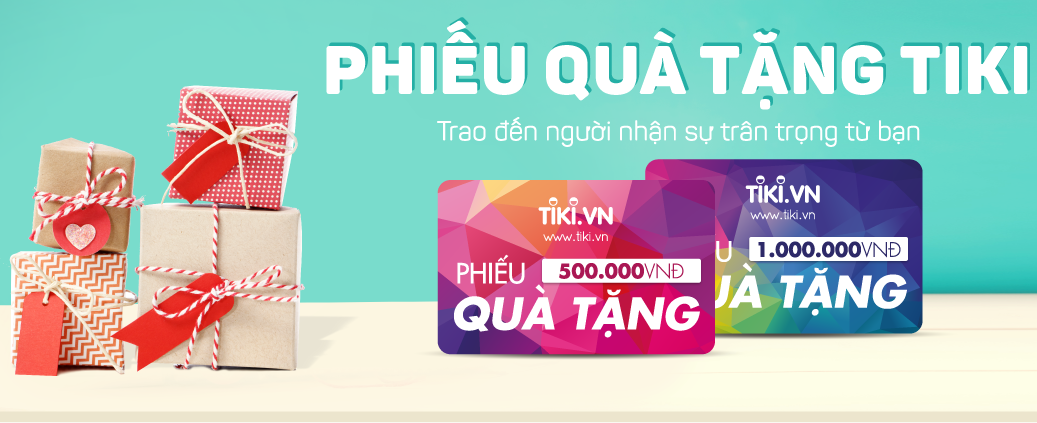 PHIẾU QUÀ TẶNG TIKI
Trao đến người nhận sự trân trọng từ bạn
TIKI.VN
www.tiki.vn
PHIẾU 500.000VNĐ
QUÀ TẶNG
TIKI.VN
www.tiki.vn
U 1.000.000VNĐ
UÀ TẶNG